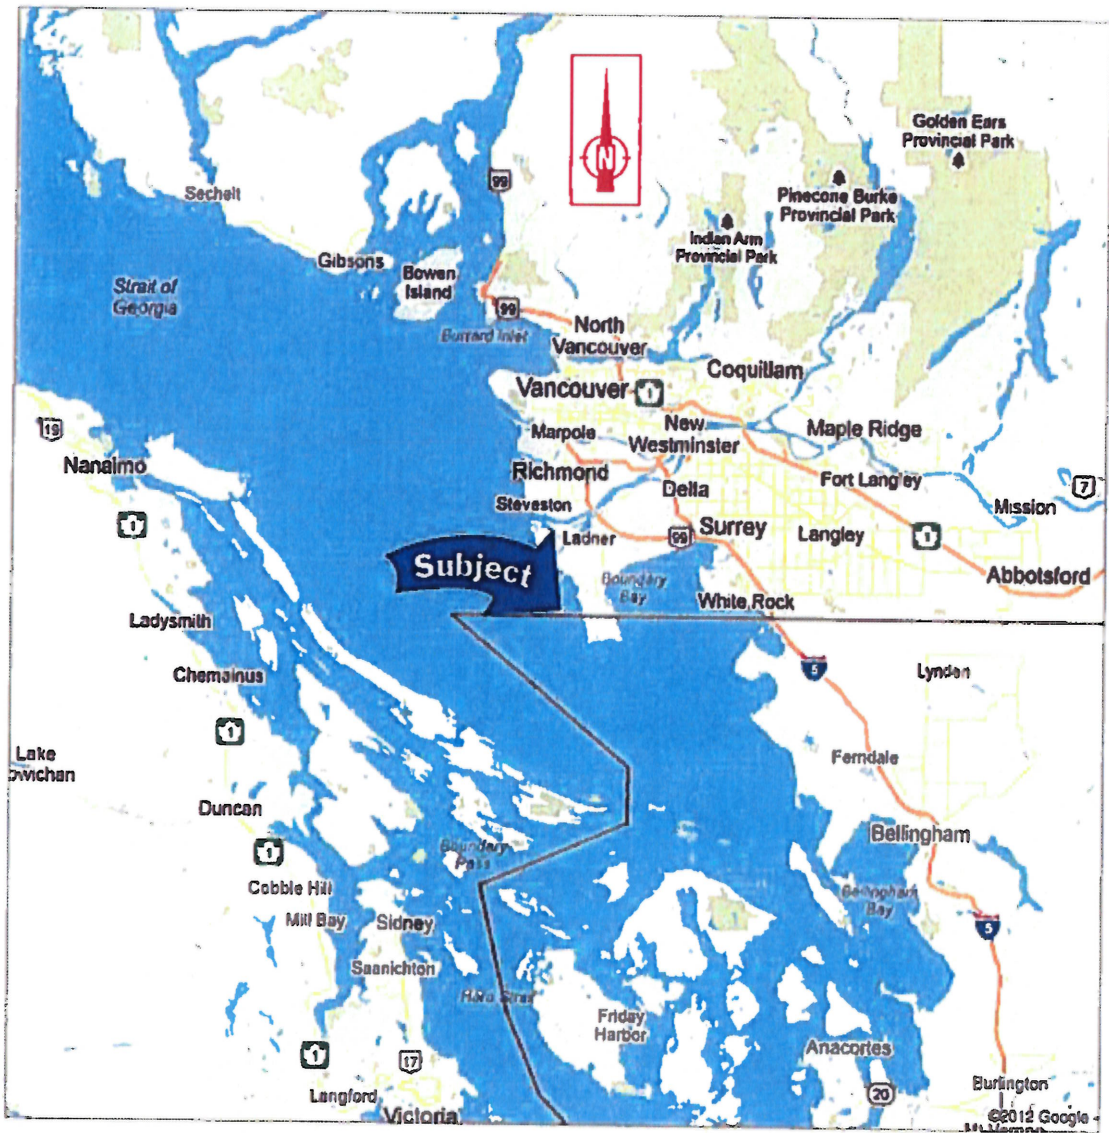 Golden Ears
Provincial Park
99
N
Sechelt
Pinecone Burke
Provincial Park
Indian Arm
Provincial Park
Gibsons
Bowen
Island
Strait of
Georgia
99
Burrard Inlet
North
Vancouver
Coquitlam
Vancouver
1
19
Marpole
New
Westminster
Maple Ridge
Nanaimo
Richmond
Fort Langley
7
Delta
Steveston
Mission
1
Surrey
Ladner
99
Langley
1
Subject
Boundary
Bay
Abbotsford
White Rock
Ladysmith
5
Lynden
Chemainus
1
Lake
owichan
Ferndale
Duncan
Bellingham
1
Boundary
Pass
Cobble Hill
Bellingham
Bay
Mill Bay
Sidney
5
Saanichton
Haro Strait
Friday
Harbor
Anacortes
1
17
Langford
20
Burlington
Victoria
©2012 Google -